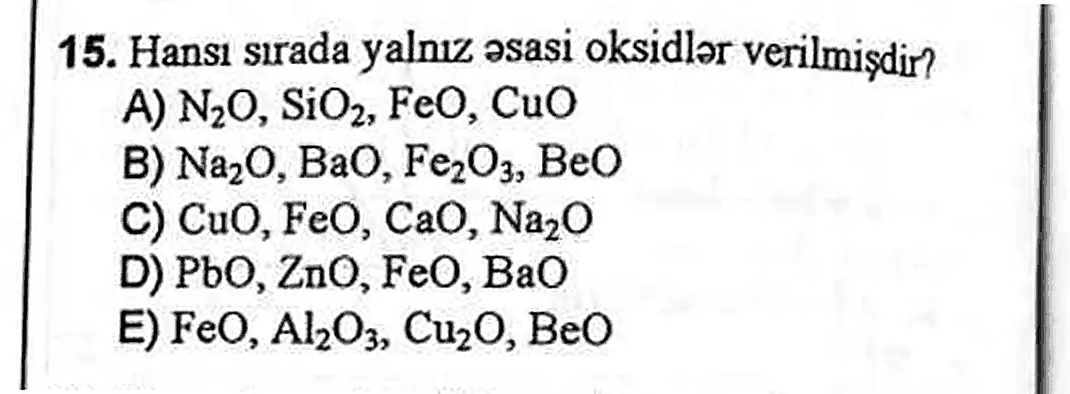 15. Hansı sırada yalnız əsasi oksidlər verilmişdir?
A) N₂O, SiO₂, FeO, CuO
B) Na₂O, BaO, Fe₂O₃, BeO
C) CuO, FeO, CaO, Na₂O
D) PbO, ZnO, FeO, BaO
E) FeO, Al₂O₃, Cu₂O, BeO